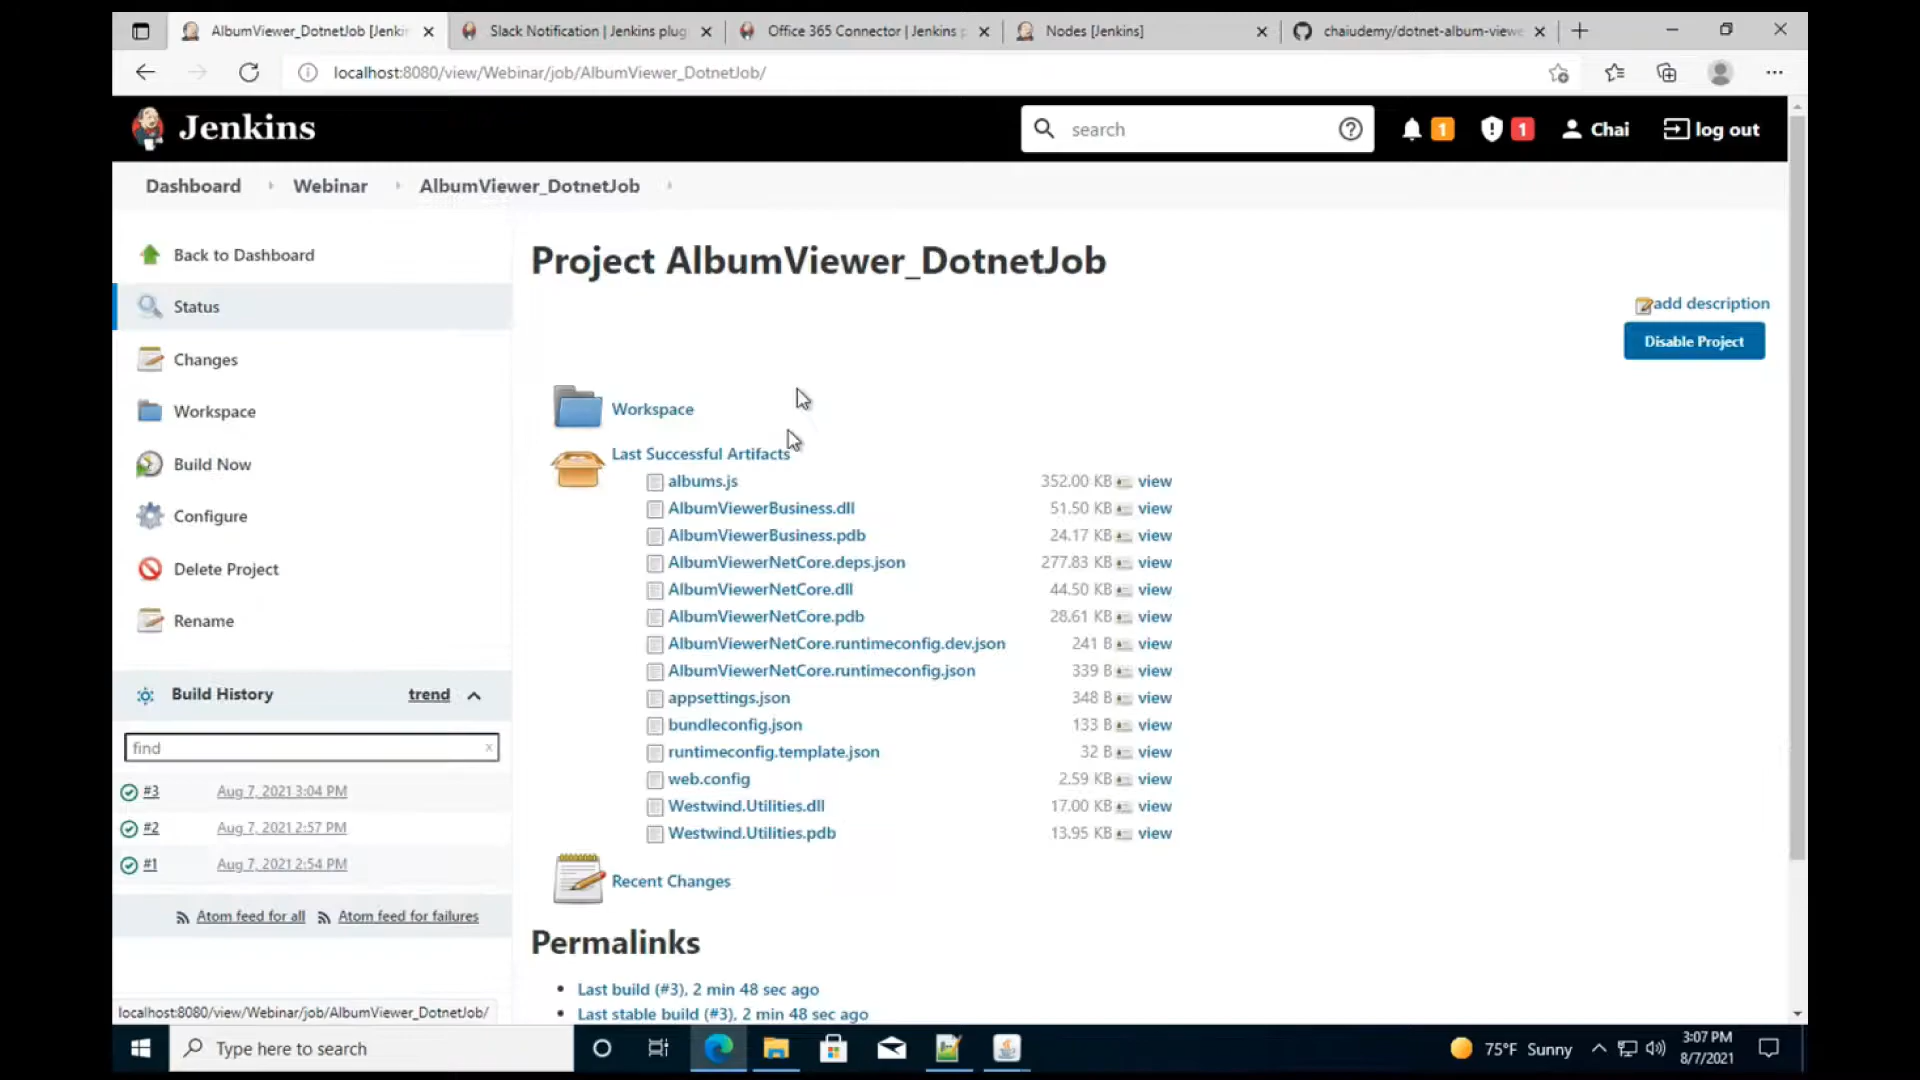 AlbumViewer_DotnetJob [Jenki
Slack Notification | Jenkins plug
Office 365 Connector | Jenkins p
Nodes [Jenkins]
chaiudemy/dotnet-album-viewe
localhost:8080/view/Webinar/job/AlbumViewer_DotnetJob/
Jenkins
search
1
1
Chai
log out
Dashboard
Webinar
AlbumViewer_DotnetJob
Back to Dashboard
Status
Changes
Workspace
Build Now
Configure
Delete Project
Rename
Build History
trend
find
x
#3 Aug 7, 2021 3:04 PM
#2 Aug 7, 2021 2:57 PM
#1 Aug 7, 2021 2:54 PM
Atom feed for all
Atom feed for failures
localhost:8080/view/Webinar/job/AlbumViewer_DotnetJob/
Project AlbumViewer_DotnetJob
add description
Disable Project
Workspace
Last Successful Artifacts
albums.js 352.00 KB view
AlbumViewerBusiness.dll 51.50 KB view
AlbumViewerBusiness.pdb 24.17 KB view
AlbumViewerNetCore.deps.json 277.83 KB view
AlbumViewerNetCore.dll 44.50 KB view
AlbumViewerNetCore.pdb 28.61 KB view
AlbumViewerNetCore.runtimeconfig.dev.json 241 B view
AlbumViewerNetCore.runtimeconfig.json 339 B view
appsettings.json 348 B view
bundleconfig.json 133 B view
runtimeconfig.template.json 32 B view
web.config 2.59 KB view
Westwind.Utilities.dll 17.00 KB view
Westwind.Utilities.pdb 13.95 KB view
Recent Changes
Permalinks
Last build (#3), 2 min 48 sec ago
Last stable build (#3), 2 min 48 sec ago
Type here to search
75°F Sunny
3:07 PM
8/7/2021